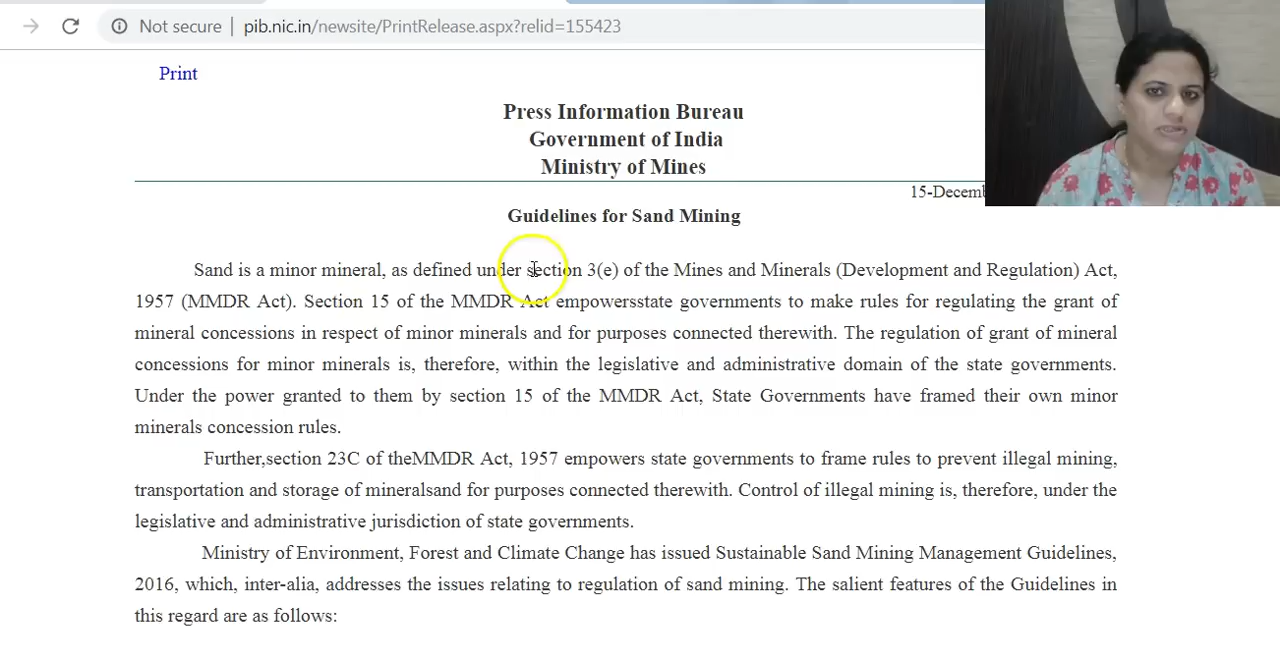 Not secure | pib.nic.in/newsite/PrintRelease.aspx?relid=155423
Print
Press Information Bureau
Government of India
Ministry of Mines
15-Decemb
Guidelines for Sand Mining
Sand is a minor mineral, as defined under section 3(e) of the Mines and Minerals (Development and Regulation) Act,
1957 (MMDR Act). Section 15 of the MMDR Act empowersstate governments to make rules for regulating the grant of
mineral concessions in respect of minor minerals and for purposes connected therewith. The regulation of grant of mineral
concessions for minor minerals is, therefore, within the legislative and administrative domain of the state governments.
Under the power granted to them by section 15 of the MMDR Act, State Governments have framed their own minor
minerals concession rules.
Further,section 23C of theMMDR Act, 1957 empowers state governments to frame rules to prevent illegal mining,
transportation and storage of mineralsand for purposes connected therewith. Control of illegal mining is, therefore, under the
legislative and administrative jurisdiction of state governments.
Ministry of Environment, Forest and Climate Change has issued Sustainable Sand Mining Management Guidelines,
2016, which, inter-alia, addresses the issues relating to regulation of sand mining. The salient features of the Guidelines in
this regard are as follows: